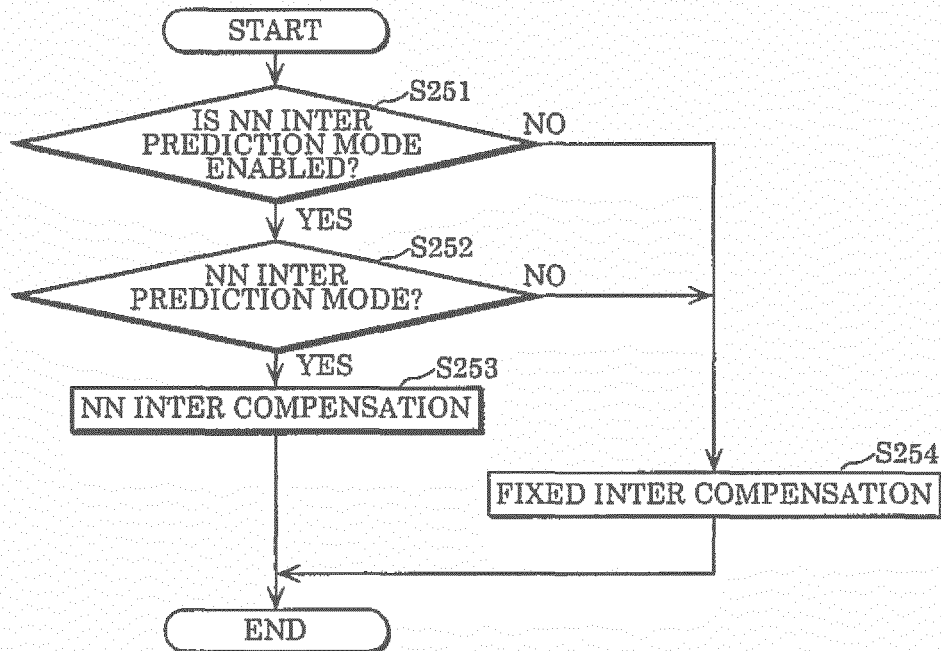 START
S251
IS NN INTER
PREDICTION MODE
ENABLED?
NO
YES
S252
NN INTER
PREDICTION MODE?
NO
YES
S253
NN INTER COMPENSATION
S254
FIXED INTER COMPENSATION
END